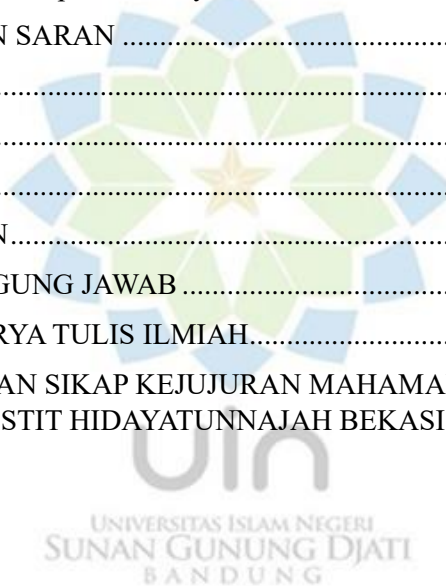 N SARAN ................................................
................................................
................................................
................................................
N................................................
GUNG JAWAB ................................................
RYA TULIS ILMIAH................................................
AN SIKAP KEJUJURAN MAHAMA
STIT HIDAYATUNNAJAH BEKASI
uin
UNIVERSITAS ISLAM NEGERI
SUNAN GUNUNG DJATI
BANDUNG